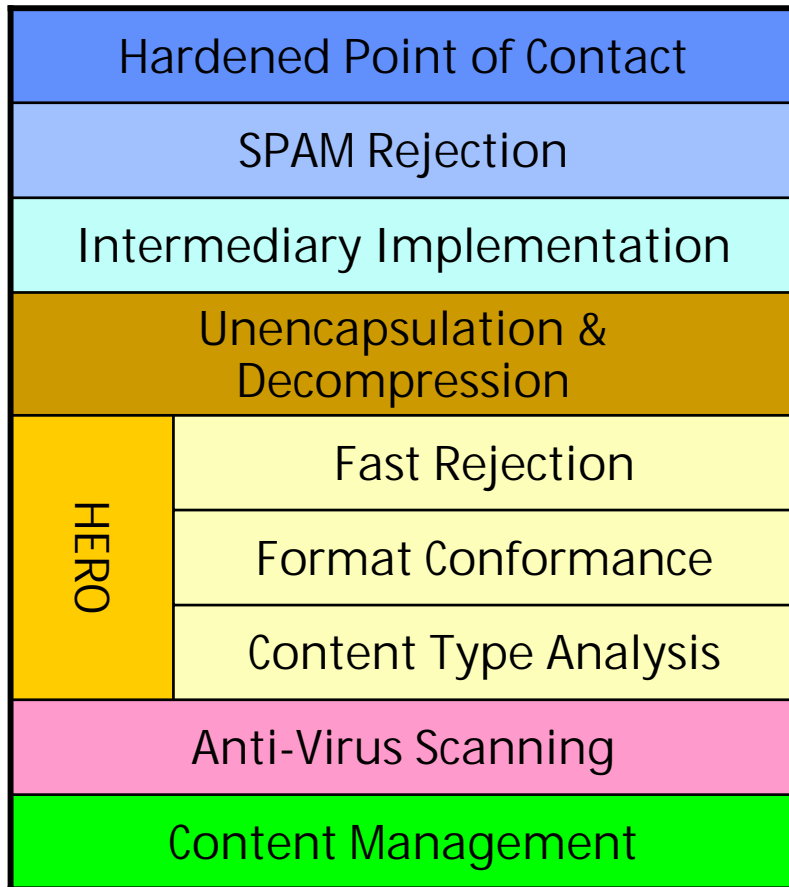 Hardened Point of Contact
SPAM Rejection
Intermediary Implementation
Unencapsulation &
Decompression
HERO
Fast Rejection
Format Conformance
Content Type Analysis
Anti-Virus Scanning
Content Management